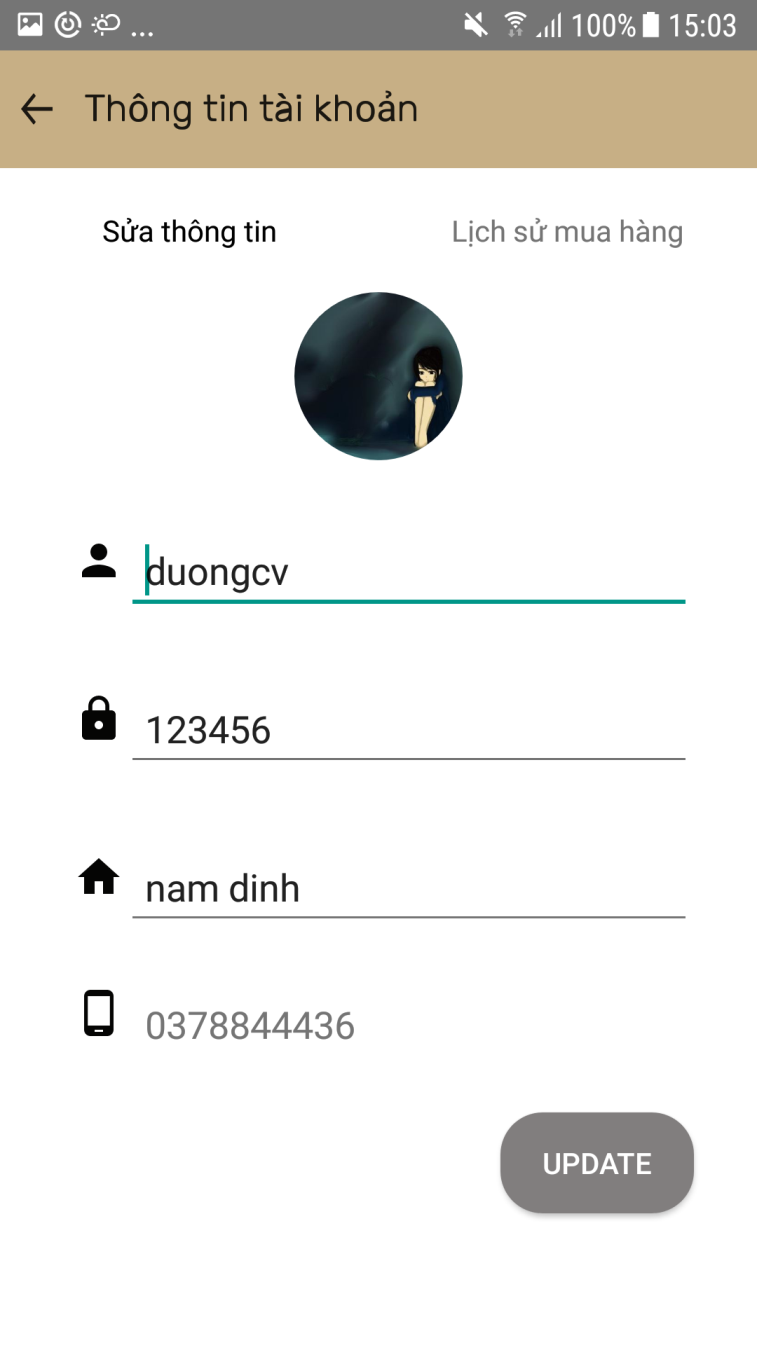 ... 100% 15:03
Thông tin tài khoản
Sửa thông tin Lịch sử mua hàng
duongcv
123456
nam dinh
0378844436
UPDATE